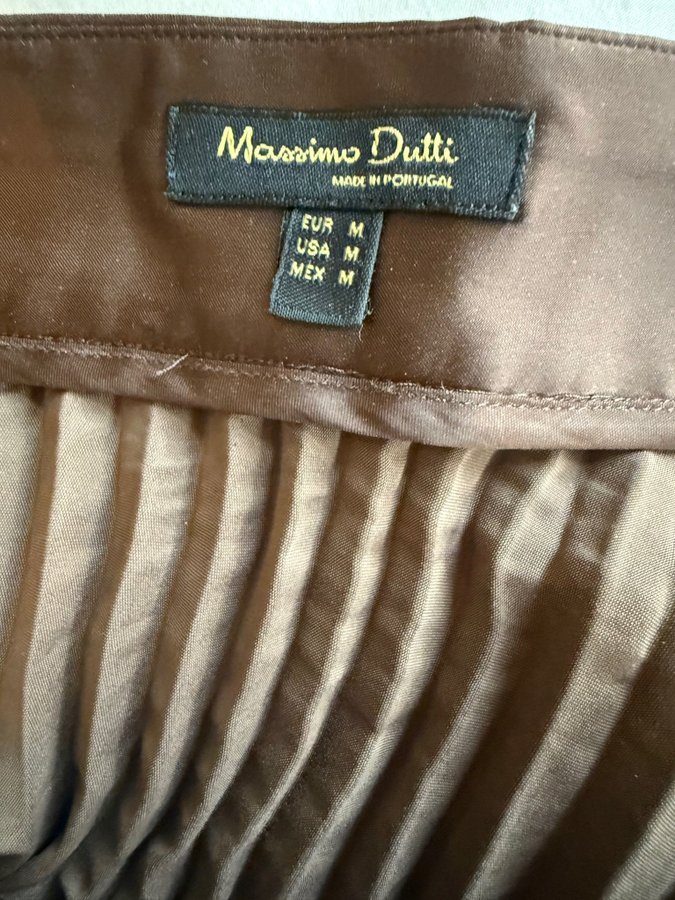 Massimo Dutti
MADE IN PORTUGAL
EUR M
USA M
MEX M